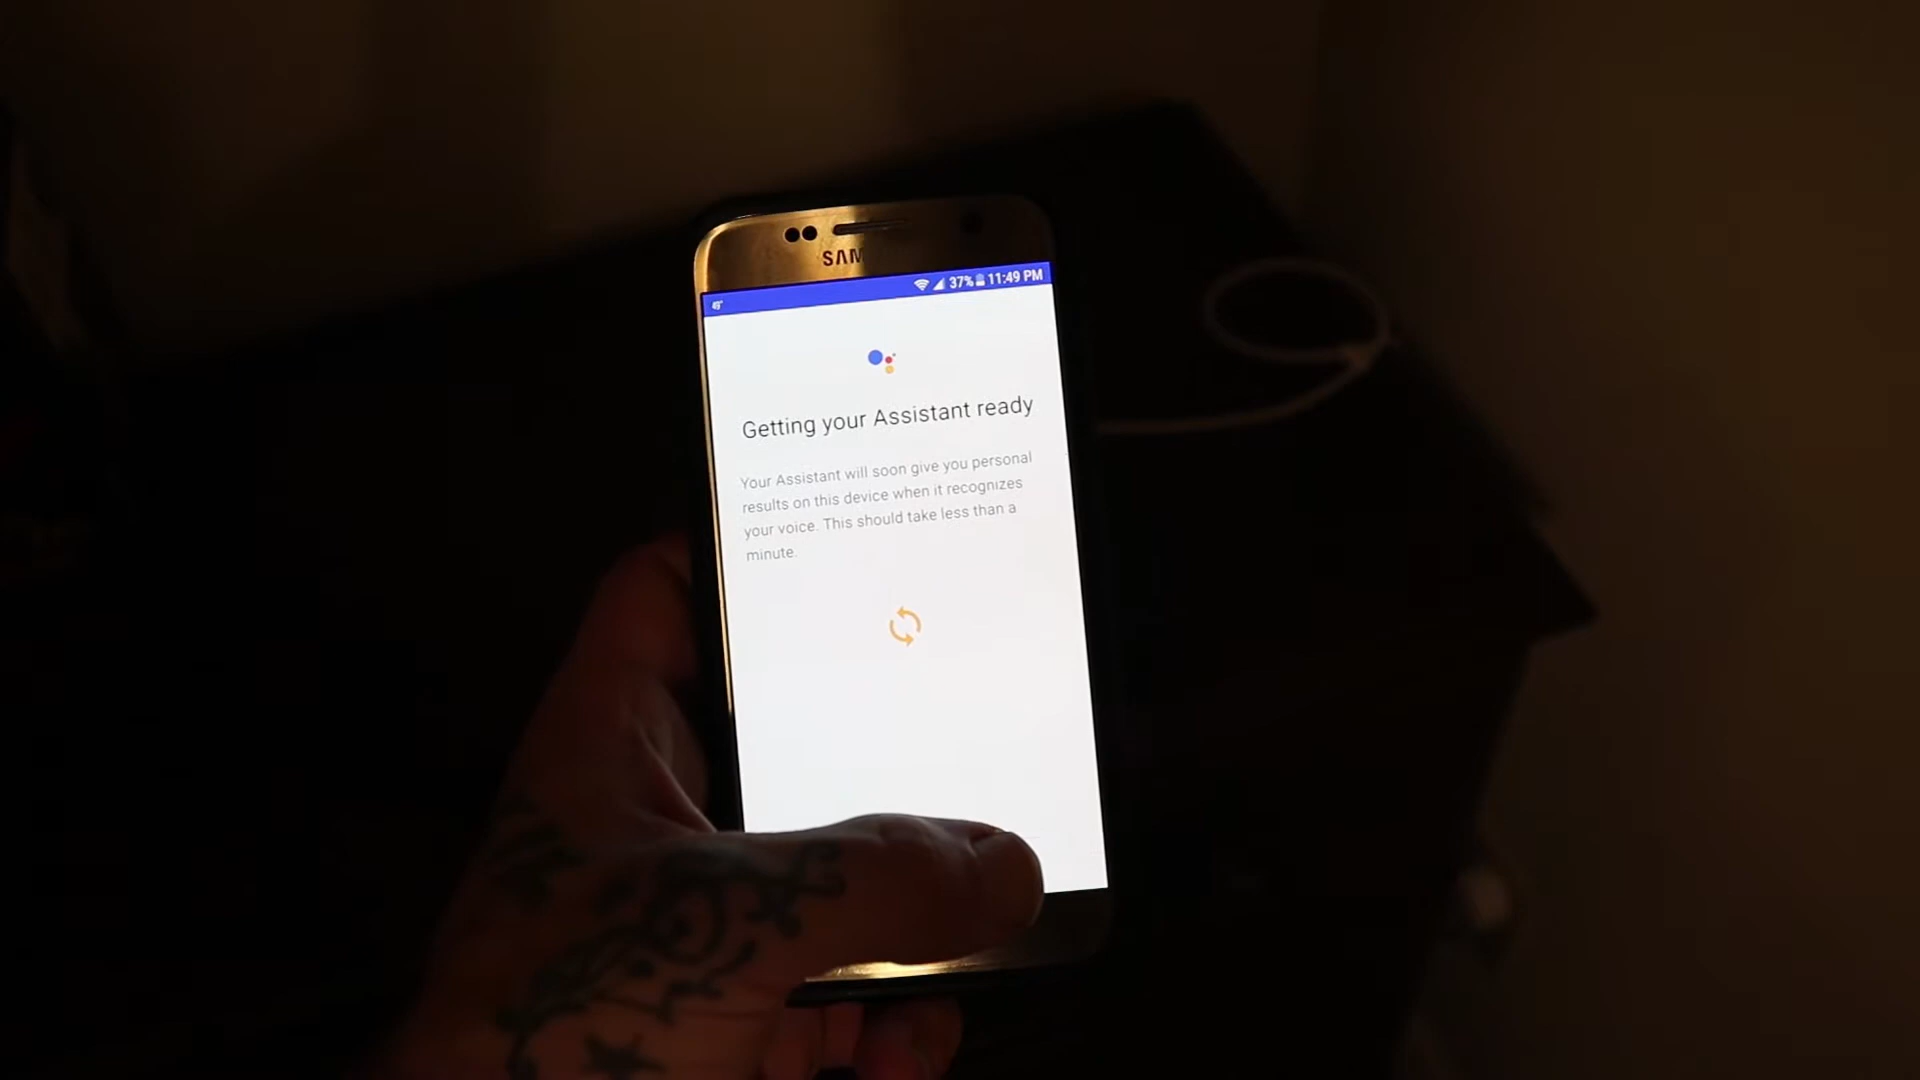 SAM
49° 37% 11:49 PM
Getting your Assistant ready
Your Assistant will soon give you personal
results on this device when it recognizes
your voice. This should take less than a
minute.